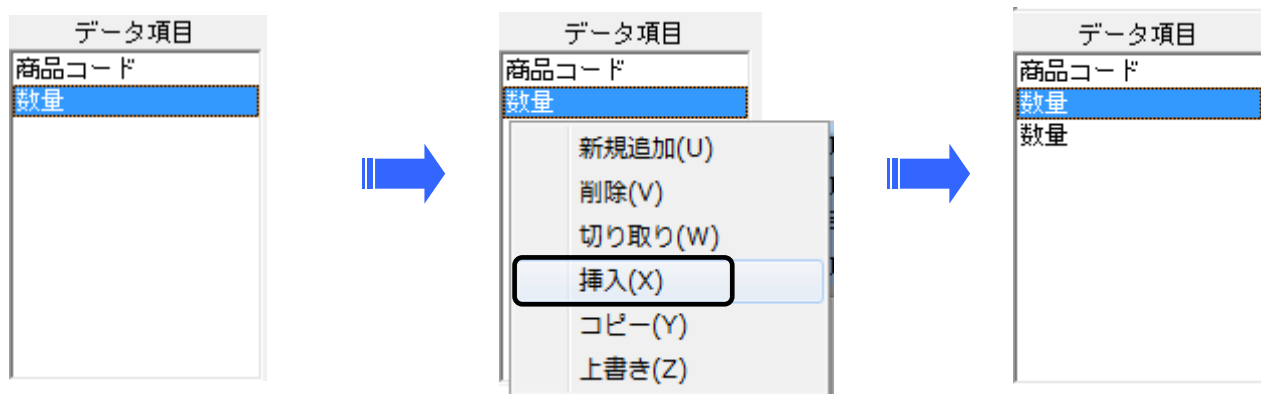 データ項目
商品コード
数量
データ項目
商品コード
数量
新規追加(U)
削除(V)
切り取り(W)
挿入(X)
コピー(Y)
上書き(Z)
データ項目
商品コード
数量
数量